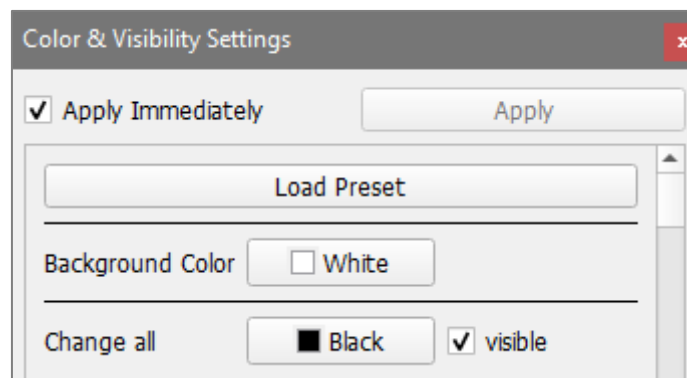 Color & Visibility Settings
x
Apply Immediately Apply
Load Preset
Background Color White
Change all Black visible